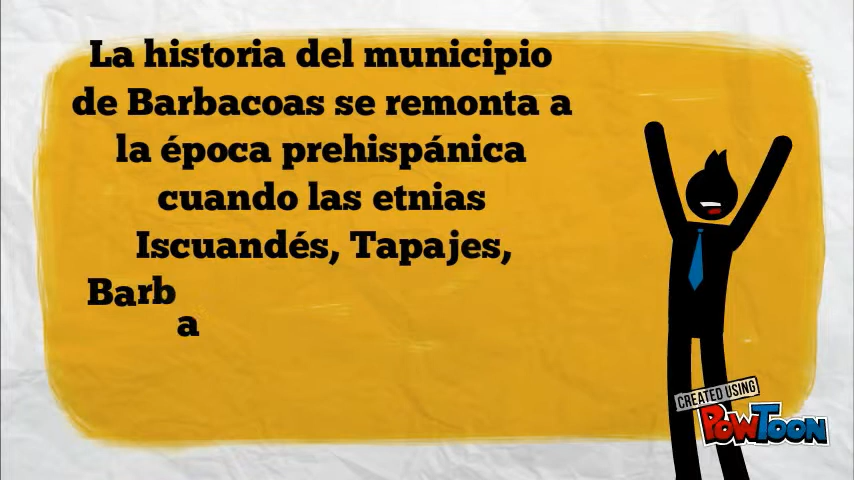 La historia del municipio
de Barbacoas se remonta a
la época prehispánica
cuando las etnias
Iscuandés, Tapajes,
Barba
CREATED USING
POWTOON